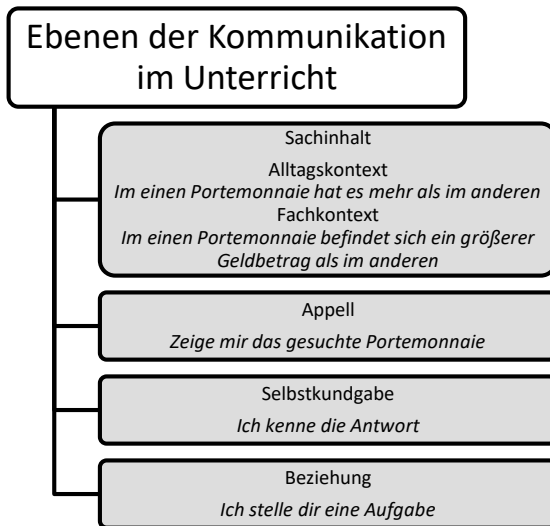 Ebenen der Kommunikation
im Unterricht
Sachinhalt
Alltagskontext
Im einen Portemonnaie hat es mehr als im anderen
Fachkontext
Im einen Portemonnaie befindet sich ein größerer
Geldbetrag als im anderen
Appell
Zeige mir das gesuchte Portemonnaie
Selbstkundgabe
Ich kenne die Antwort
Beziehung
Ich stelle dir eine Aufgabe